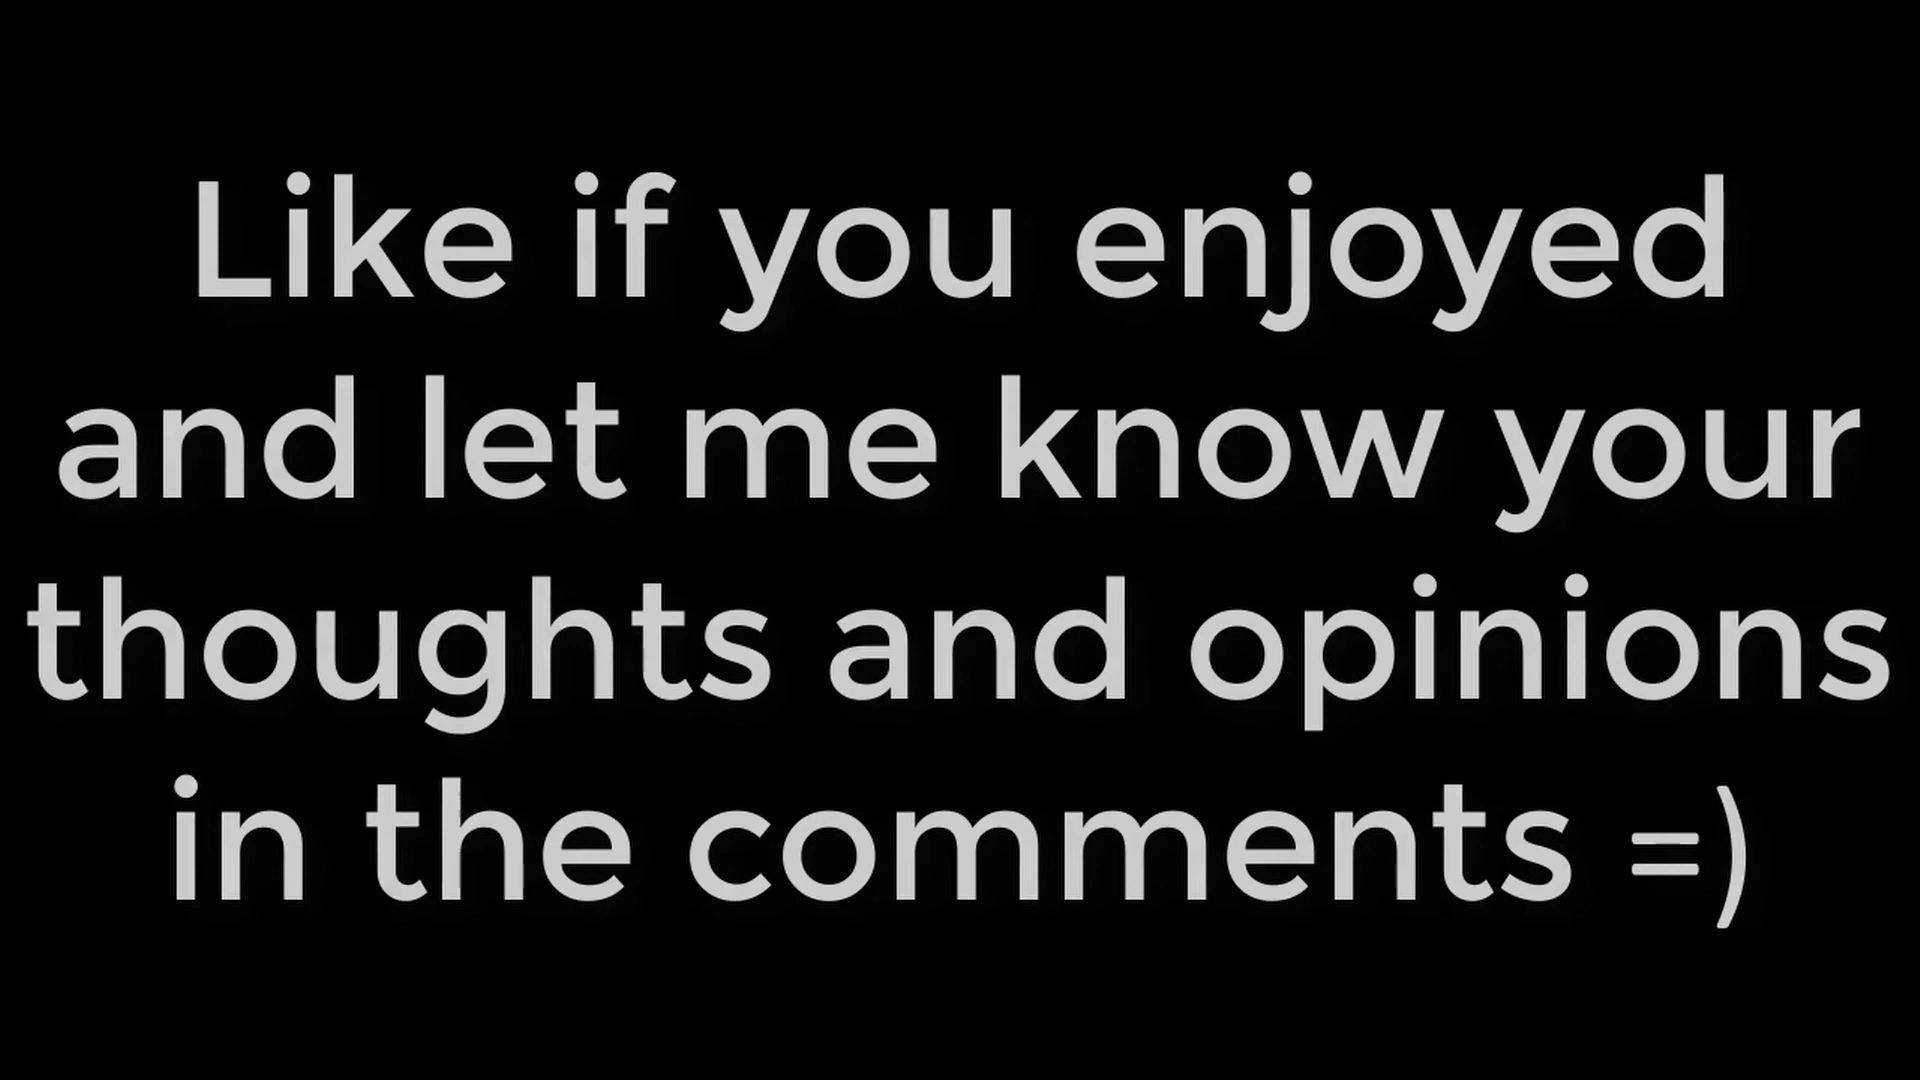 Like if you enjoyed
and let me know your
thoughts and opinions
in the comments =)